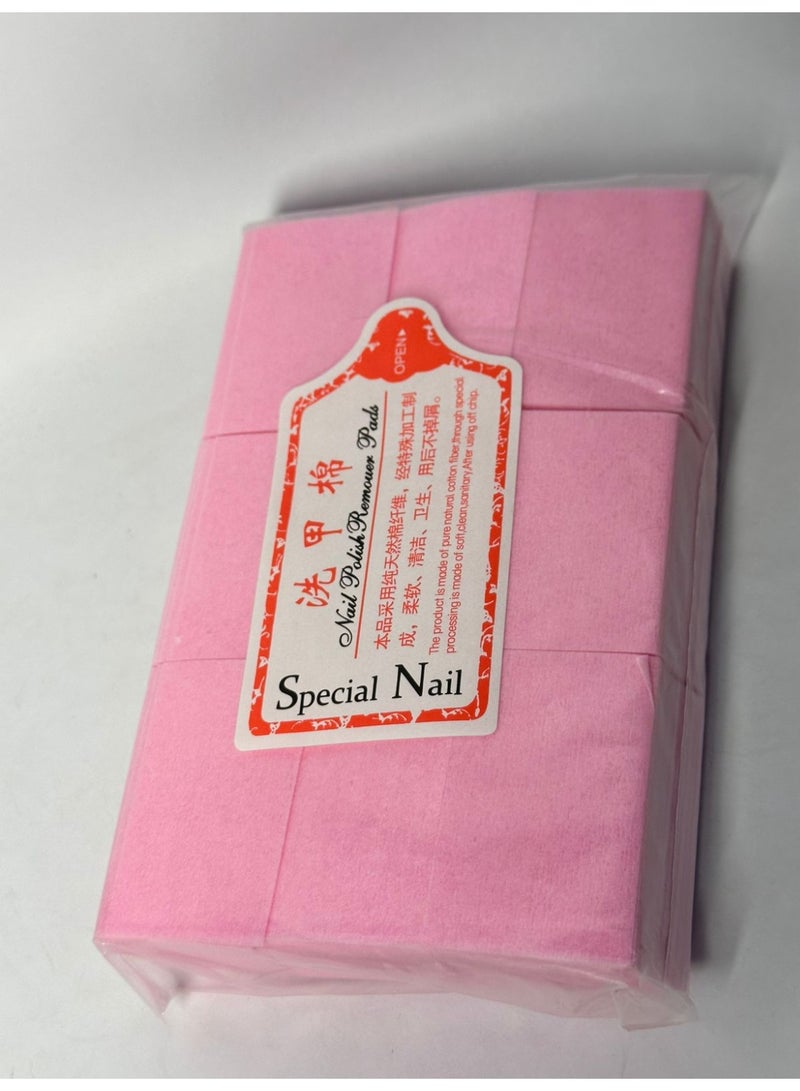 OPEN
洗甲棉
Nail Polish Remover Pads
本品采用纯天然棉纤维，经特殊加工制
成，柔软、清洁、卫生、用后不掉屑。
The product is made of pure natural cotton fiber,through special
processing is made of soft,clean,sanitary.After using off chip.
Special Nail